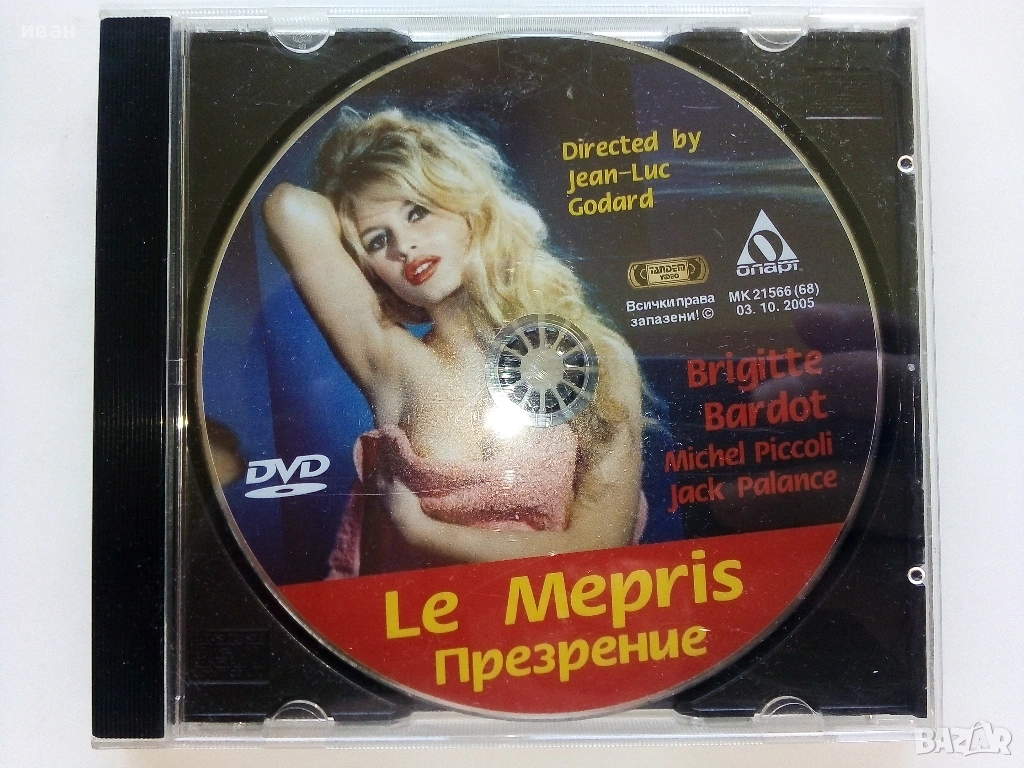 иван
Directed by
Jean-Luc
Godard
TANDEM
VIDEO
Всички права
запазени! ©
ОПАРТ
МК 21566 (68)
03. 10. 2005
Brigitte
Bardot
Michel Piccoli
Jack Palance
DVD
Le Mepris
Презрение
BAZAR